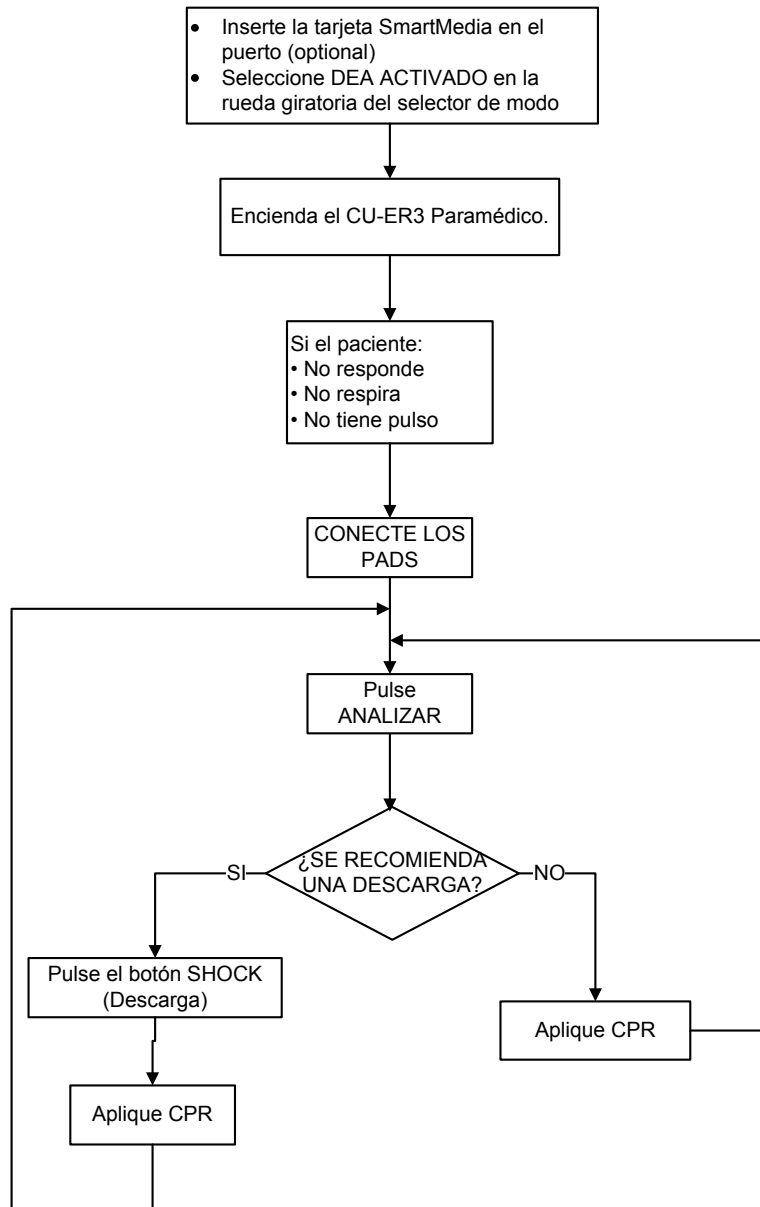 • Inserte la tarjeta SmartMedia en el
puerto (optional)
• Seleccione DEA ACTIVADO en la
rueda giratoria del selector de modo
Encienda el CU-ER3 Paramédico.
Si el paciente:
• No responde
• No respira
• No tiene pulso
CONECTE LOS
PADS
Pulse
ANALIZAR
¿SE RECOMIENDA
UNA DESCARGA?
SI
NO
Pulse el botón SHOCK
(Descarga)
Aplique CPR
Aplique CPR